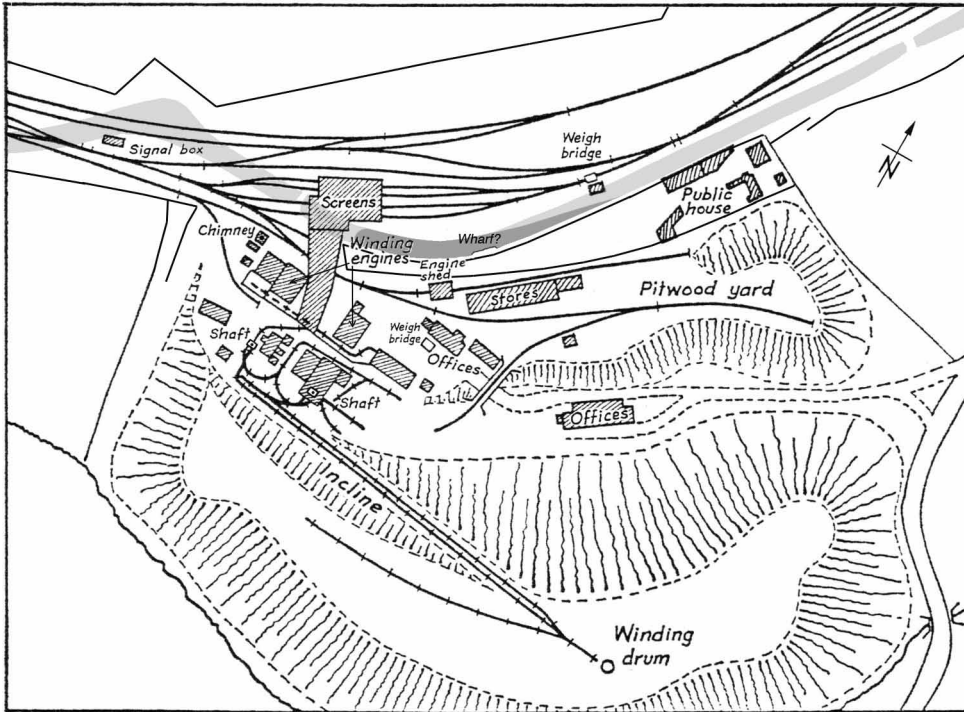 Signal box
Weigh
bridge
N
Screens
Public
house
Chimney
Winding
engines
Wharf?
Engine
shed
Stores
Pitwood yard
Shaft
Weigh
bridge
Offices
Shaft
Offices
Incline
Winding
drum